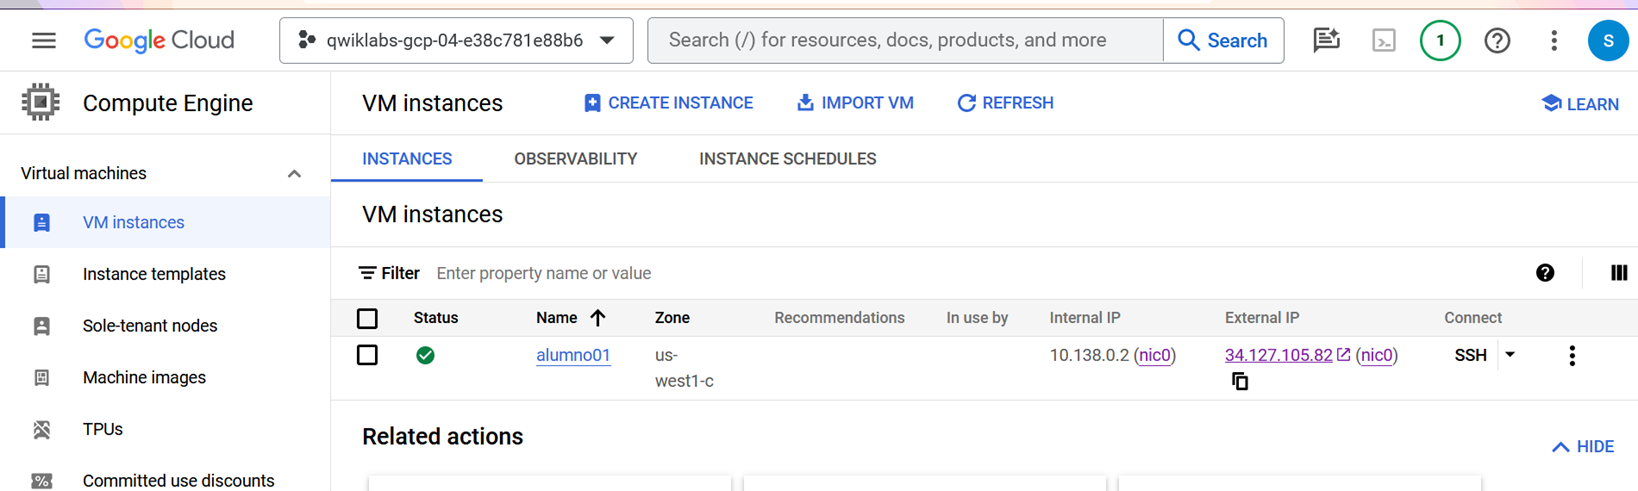 Google Cloud
qwiklabs-gcp-04-e38c781e88b6
Search (/) for resources, docs, products, and more
Search
1
S
Compute Engine
VM instances
CREATE INSTANCE
IMPORT VM
REFRESH
LEARN
Virtual machines
INSTANCES
OBSERVABILITY
INSTANCE SCHEDULES
VM instances
VM instances
Instance templates
Filter Enter property name or value
Sole-tenant nodes
Status Name Zone Recommendations In use by Internal IP External IP Connect
Machine images
alumno01 us-west1-c 10.138.0.2 (nic0) 34.127.105.82 (nic0) SSH
TPUs
Related actions
HIDE
Committed use discounts